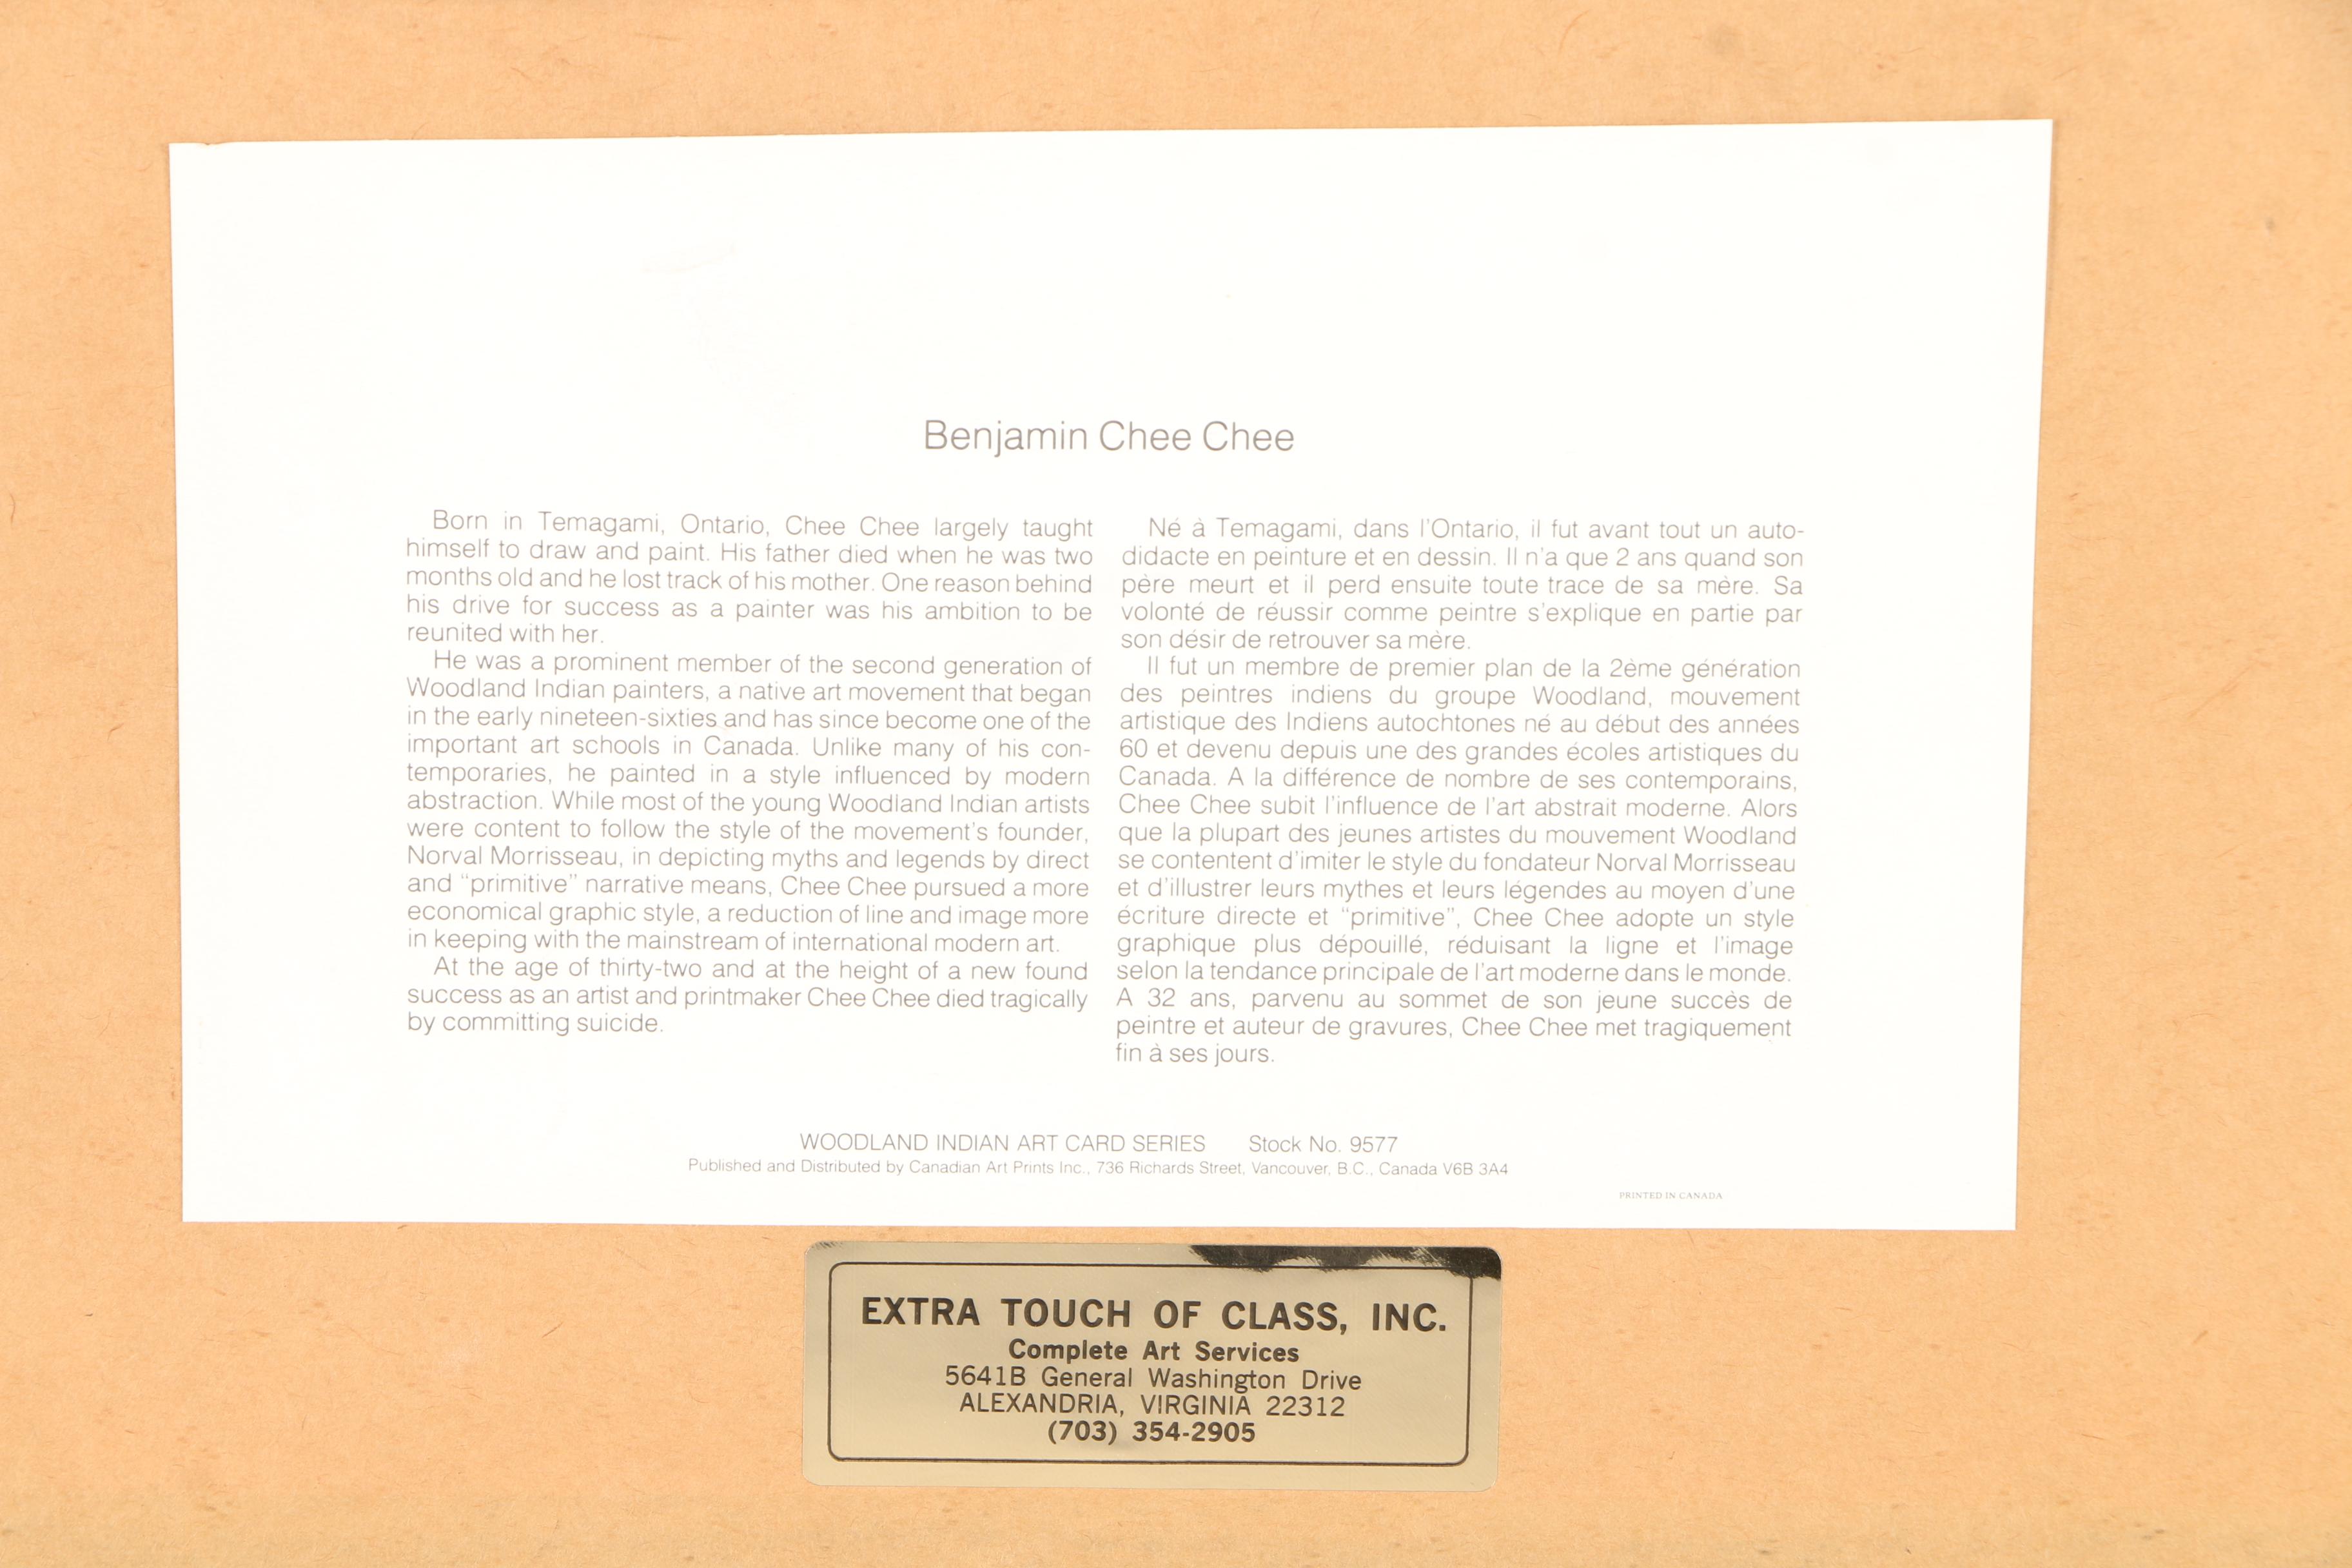 Benjamin Chee Chee
Born in Temagami, Ontario, Chee Chee largely taught
himself to draw and paint. His father died when he was two
months old and he lost track of his mother. One reason behind
his drive for success as a painter was his ambition to be
reunited with her.
He was a prominent member of the second generation of
Woodland Indian painters, a native art movement that began
in the early nineteen-sixties and has since become one of the
important art schools in Canada. Unlike many of his con-
temporaries, he painted in a style influenced by modern
abstraction. While most of the young Woodland Indian artists
were content to follow the style of the movement's founder,
Norval Morrisseau, in depicting myths and legends by direct
and "primitive" narrative means, Chee Chee pursued a more
economical graphic style, a reduction of line and image more
in keeping with the mainstream of international modern art.
At the age of thirty-two and at the height of a new found
success as an artist and printmaker Chee Chee died tragically
by committing suicide.
Né à Temagami, dans l'Ontario, il fut avant tout un auto-
didacte en peinture et en dessin. Il n'a que 2 ans quand son
père meurt et il perd ensuite toute trace de sa mère. Sa
volonté de réussir comme peintre s'explique en partie par
son désir de retrouver sa mère.
Il fut un membre de premier plan de la 2ème génération
des peintres indiens du groupe Woodland, mouvement
artistique des Indiens autochtones né au début des années
60 et devenu depuis une des grandes écoles artistiques du
Canada. A la différence de nombre de ses contemporains,
Chee Chee subit l'influence de l'art abstrait moderne. Alors
que la plupart des jeunes artistes du mouvement Woodland
se contentent d'imiter le style du fondateur Norval Morrisseau
et d'illustrer leurs mythes et leurs légendes au moyen d'une
écriture directe et "primitive", Chee Chee adopte un style
graphique plus dépouillé, réduisant la ligne et l'image
selon la tendance principale de l'art moderne dans le monde.
A 32 ans, parvenu au sommet de son jeune succès de
peintre et auteur de gravures, Chee Chee met tragiquement
fin à ses jours.
WOODLAND INDIAN ART CARD SERIES Stock No. 9577
Published and Distributed by Canadian Art Prints Inc., 736 Richards Street, Vancouver, B.C., Canada V6B 3A4
PRINTED IN CANADA
EXTRA TOUCH OF CLASS, INC.
Complete Art Services
5641B General Washington Drive
ALEXANDRIA, VIRGINIA 22312
(703) 354-2905